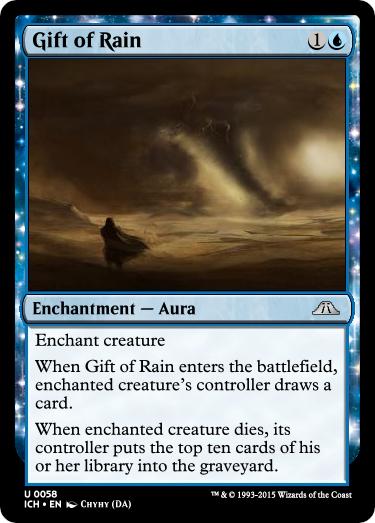 Gift of Rain 1
Enchantment — Aura
Enchant creature
When Gift of Rain enters the battlefield,
enchanted creature's controller draws a
card.
When enchanted creature dies, its
controller puts the top ten cards of his
or her library into the graveyard.
U 0058
ICH • EN Chyhy (DA)
™ & © 1993-2015 Wizards of the Coast